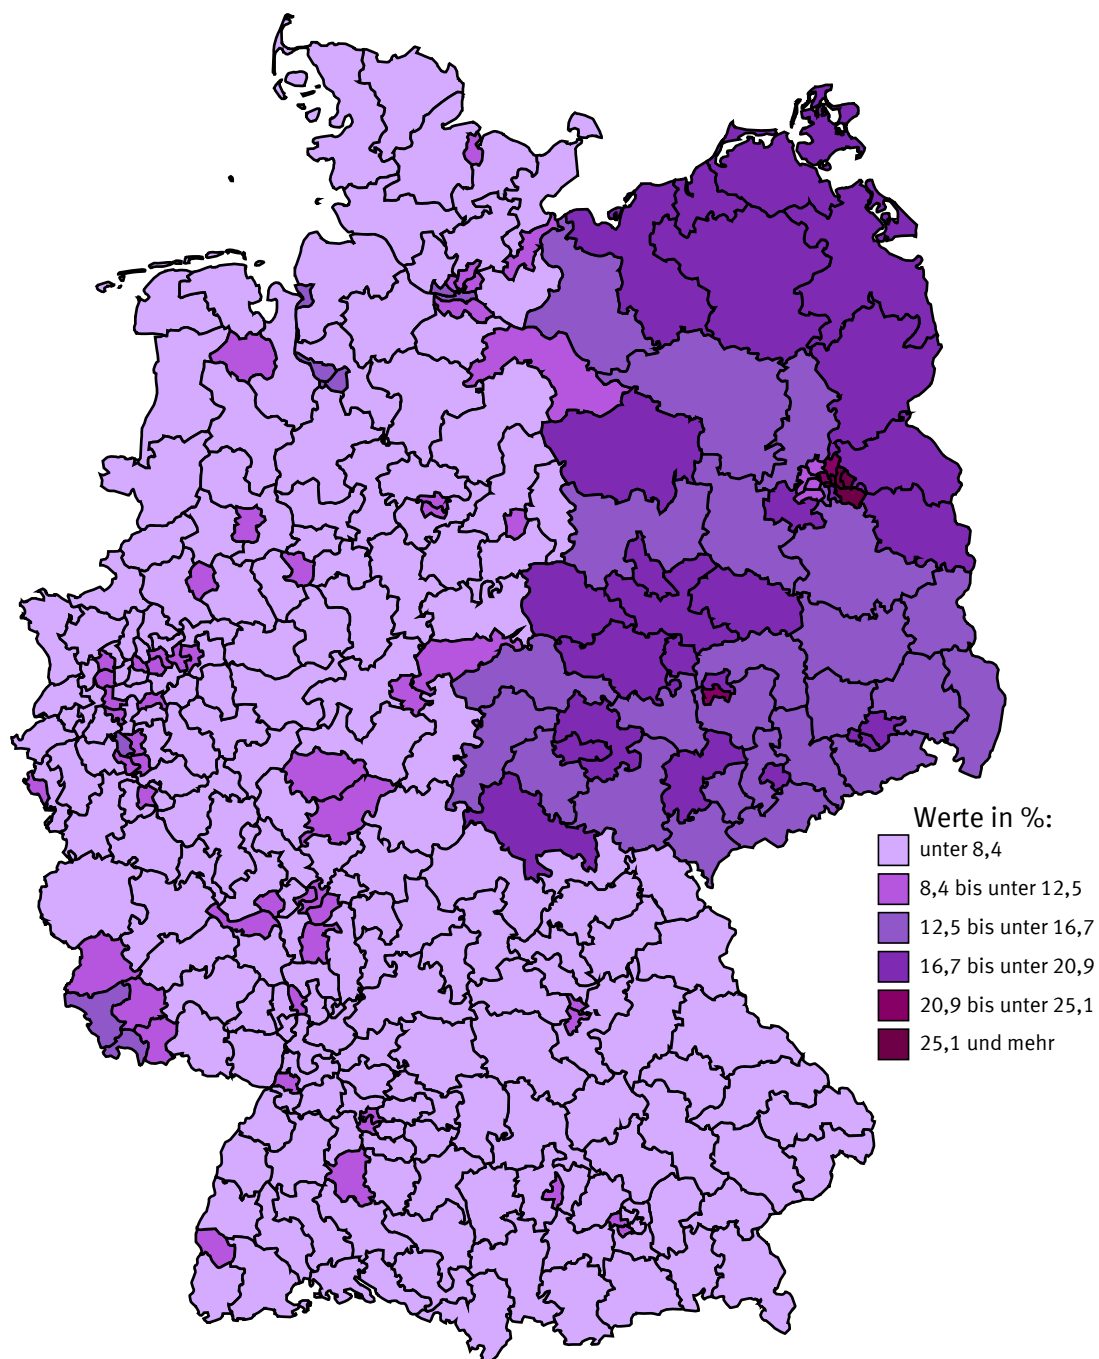 Werte in %:
unter 8,4
8,4 bis unter 12,5
12,5 bis unter 16,7
16,7 bis unter 20,9
20,9 bis unter 25,1
25,1 und mehr